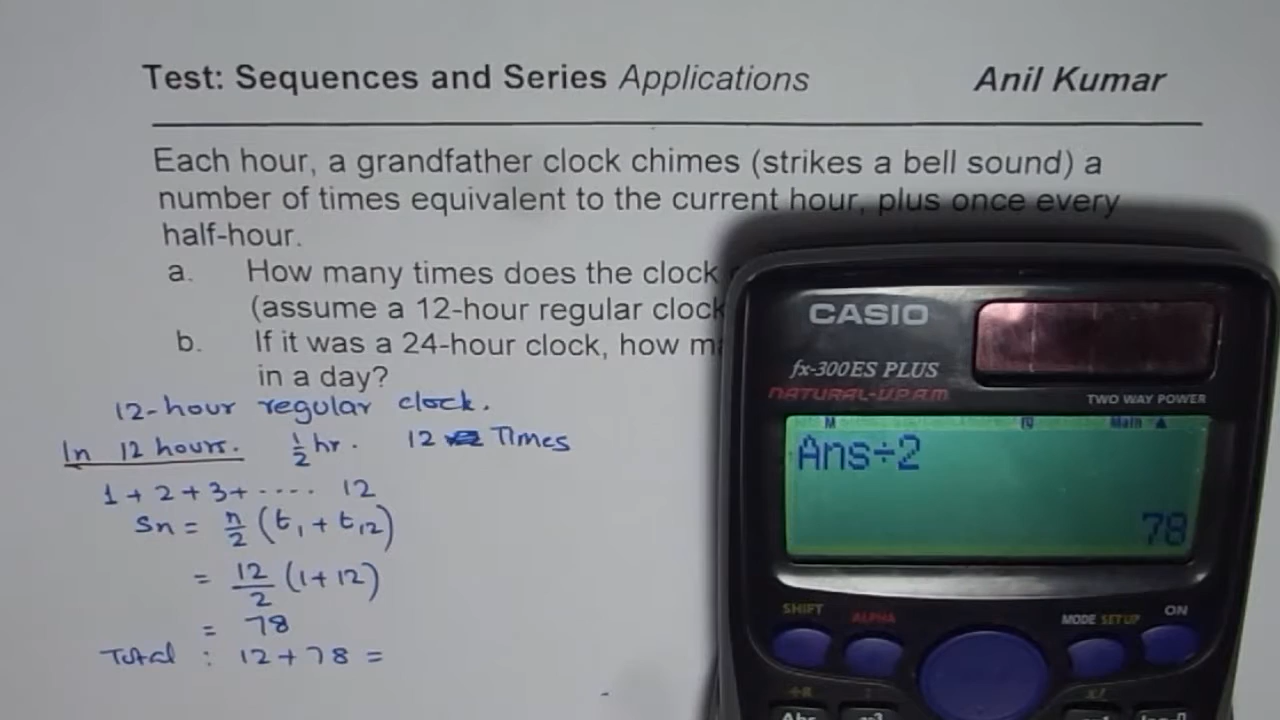 Test: Sequences and Series Applications Anil Kumar
Each hour, a grandfather clock chimes (strikes a bell sound) a
number of times equivalent to the current hour, plus once every
half-hour.
a. How many times does the clock
(assume a 12-hour regular clock
b. If it was a 24-hour clock, how
in a day?
12-hour regular clock.
In 12 hours. 1/2 hr. 12 Times
1+2+3+ .... 12
Sn = n/2 (t1 + t12)
= 12/2 (1+12)
= 78
Total : 12+78 =
CASIO
fx-300ES PLUS
NATURAL-V.P.A.M.
TWO WAY POWER
M Math ▲
Ans÷2
78
SHIFT ALPHA MODE SETUP ON
x!
Abs